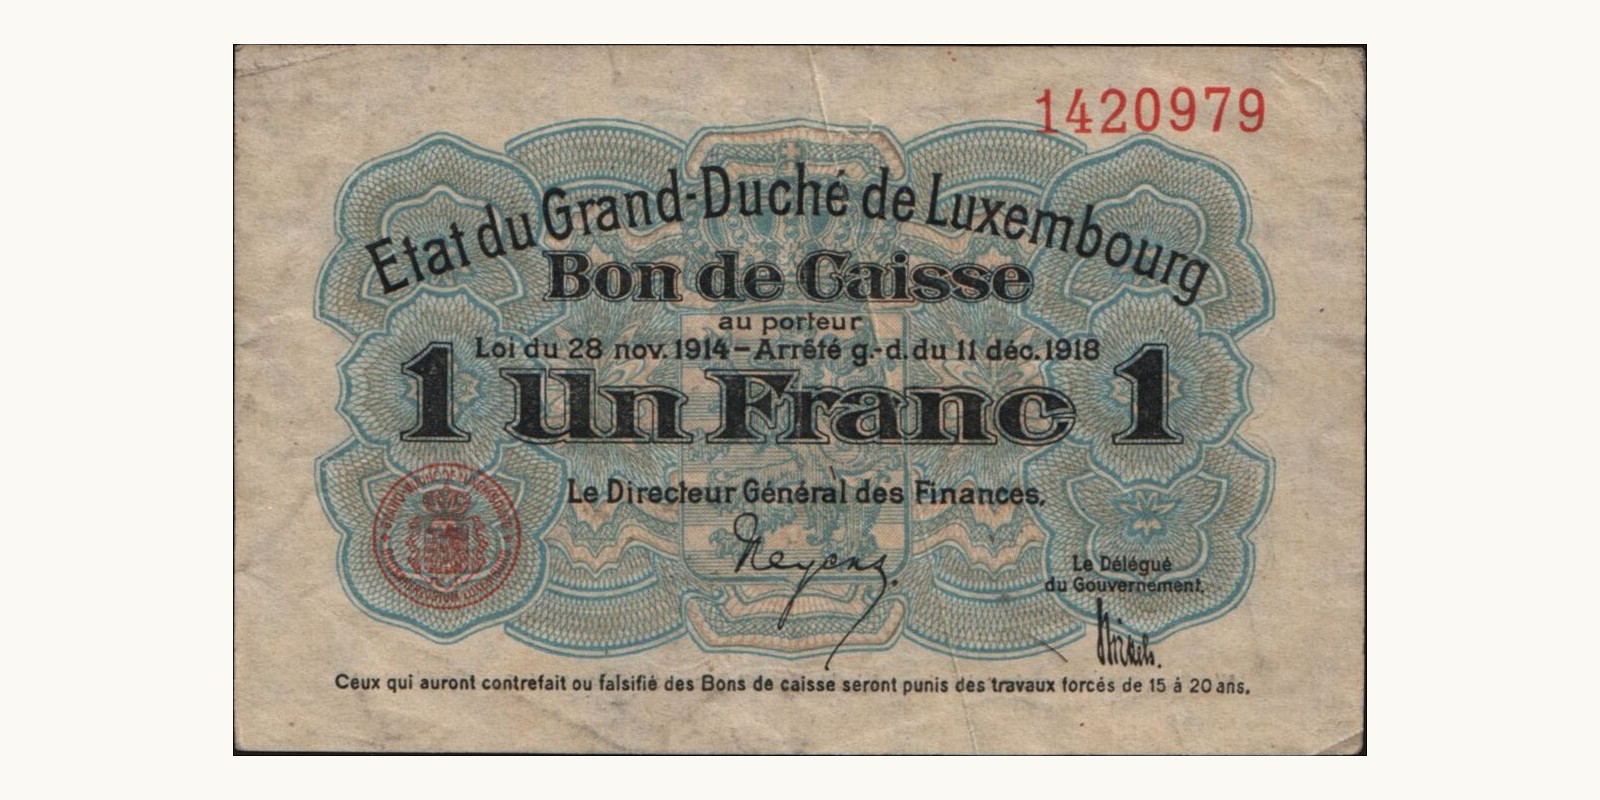 1420979
Etat du Grand-Duché de Luxembourg
Bon de Caisse
au porteur
Loi du 28 nov. 1914 – Arrêté g.-d. du 11 déc. 1918
1 Un Franc 1
Le Directeur Général des Finances,
Neyens.
Le Délégué
du Gouvernement,
Ceux qui auront contrefait ou falsifié des Bons de caisse seront punis des travaux forcés de 15 à 20 ans.